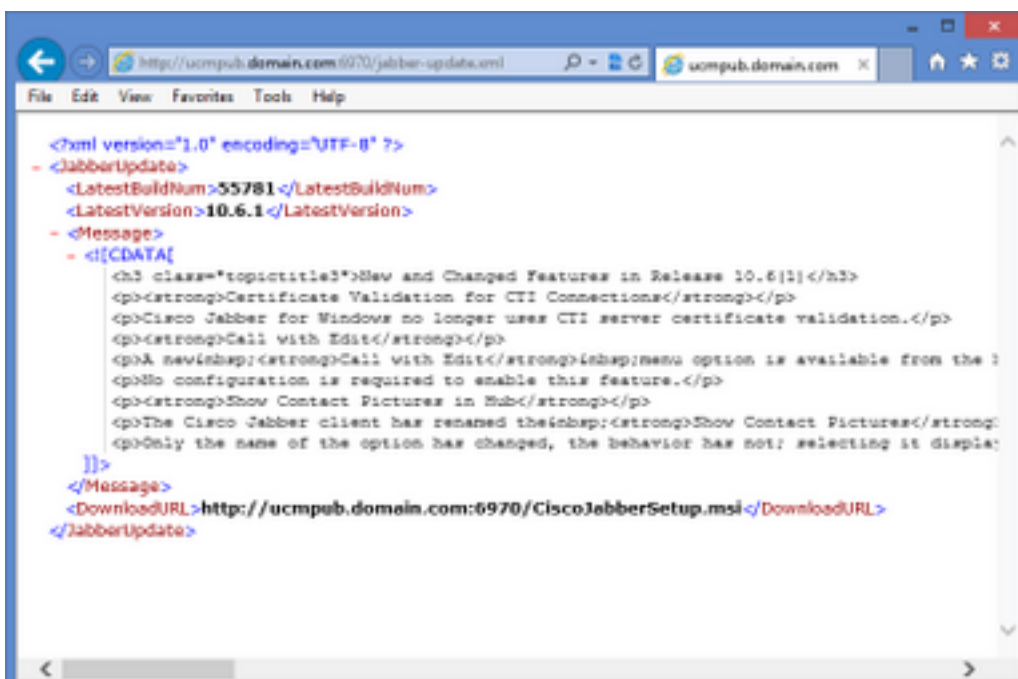 http://ucmpub.domain.com:6970/jabber-update.xml
ucmpub.domain.com
File Edit View Favorites Tools Help
<?xml version="1.0" encoding="UTF-8" ?>
- <JabberUpdate>
<LatestBuildNum>55781</LatestBuildNum>
<LatestVersion>10.6.1</LatestVersion>
- <Message>
- <![CDATA[
<h3 class="topictitle3">New and Changed Features in Release 10.6(1)</h3>
<p><strong>Certificate Validation for CTI Connections</strong></p>
<p>Cisco Jabber for Windows no longer uses CTI server certificate validation.</p>
<p><strong>Call with Edit</strong></p>
<p>A new&nbsp;<strong>Call with Edit</strong>&nbsp;menu option is available from the
<p>No configuration is required to enable this feature.</p>
<p><strong>Show Contact Pictures in Hub</strong></p>
<p>The Cisco Jabber client has renamed the&nbsp;<strong>Show Contact Pictures</strong
<p>Only the name of the option has changed, the behavior has not; selecting it display
]]>
</Message>
<DownloadURL>http://ucmpub.domain.com:6970/CiscoJabberSetup.msi</DownloadURL>
</JabberUpdate>